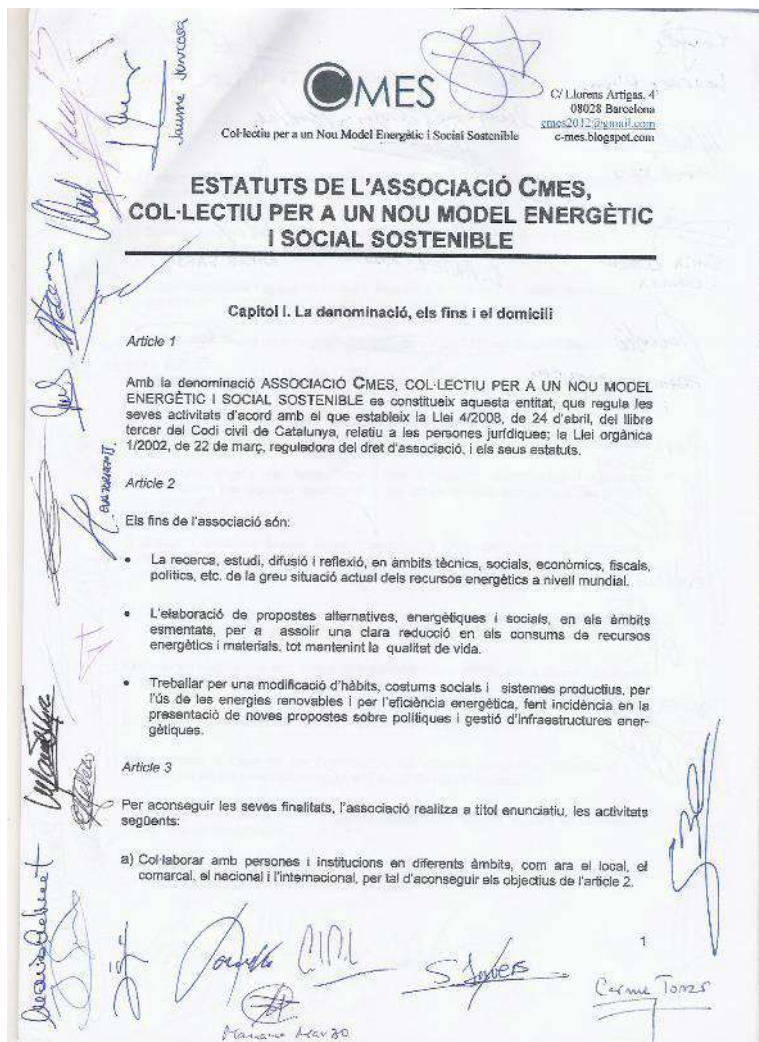 CMES
Col·lectiu per a un Nou Model Energètic i Social Sostenible
C/ Llorens Artigas, 4
08028 Barcelona
cmes2012@gmail.com
c-mes.blogspot.com
ESTATUTS DE L'ASSOCIACIÓ CMES,
COL·LECTIU PER A UN NOU MODEL ENERGÈTIC
I SOCIAL SOSTENIBLE
Capítol I. La denominació, els fins i el domicili
Article 1
Amb la denominació ASSOCIACIÓ CMES, COL·LECTIU PER A UN NOU MODEL
ENERGÈTIC I SOCIAL SOSTENIBLE es constitueix aquesta entitat, que regula les
seves activitats d'acord amb el que estableix la Llei 4/2008, de 24 d'abril, del llibre
tercer del Codi civil de Catalunya, relatiu a les persones jurídiques; la Llei orgànica
1/2002, de 22 de març, reguladora del dret d'associació, i els seus estatuts.
Article 2
Els fins de l'associació són:
• La recerca, estudi, difusió i reflexió, en àmbits tècnics, socials, econòmics, fiscals,
polítics, etc. de la greu situació actual dels recursos energètics a nivell mundial.
• L'elaboració de propostes alternatives, energètiques i socials, en els àmbits
esmentats, per a assolir una clara reducció en els consums de recursos
energètics i materials, tot mantenint la qualitat de vida.
• Treballar per una modificació d'hàbits, costums socials i sistemes productius, per
l'ús de les energies renovables i per l'eficiència energètica, fent incidència en la
presentació de noves propostes sobre polítiques i gestió d'infraestructures ener-
gètiques.
Article 3
Per aconseguir les seves finalitats, l'associació realitza a títol enunciatiu, les activitats
següents:
a) Col·laborar amb persones i institucions en diferents àmbits, com ara el local, el
comarcal, el nacional i l'internacional, per tal d'aconseguir els objectius de l'article 2.
1
Jaume Juncosa
Carme Torras
Mariano Marzo